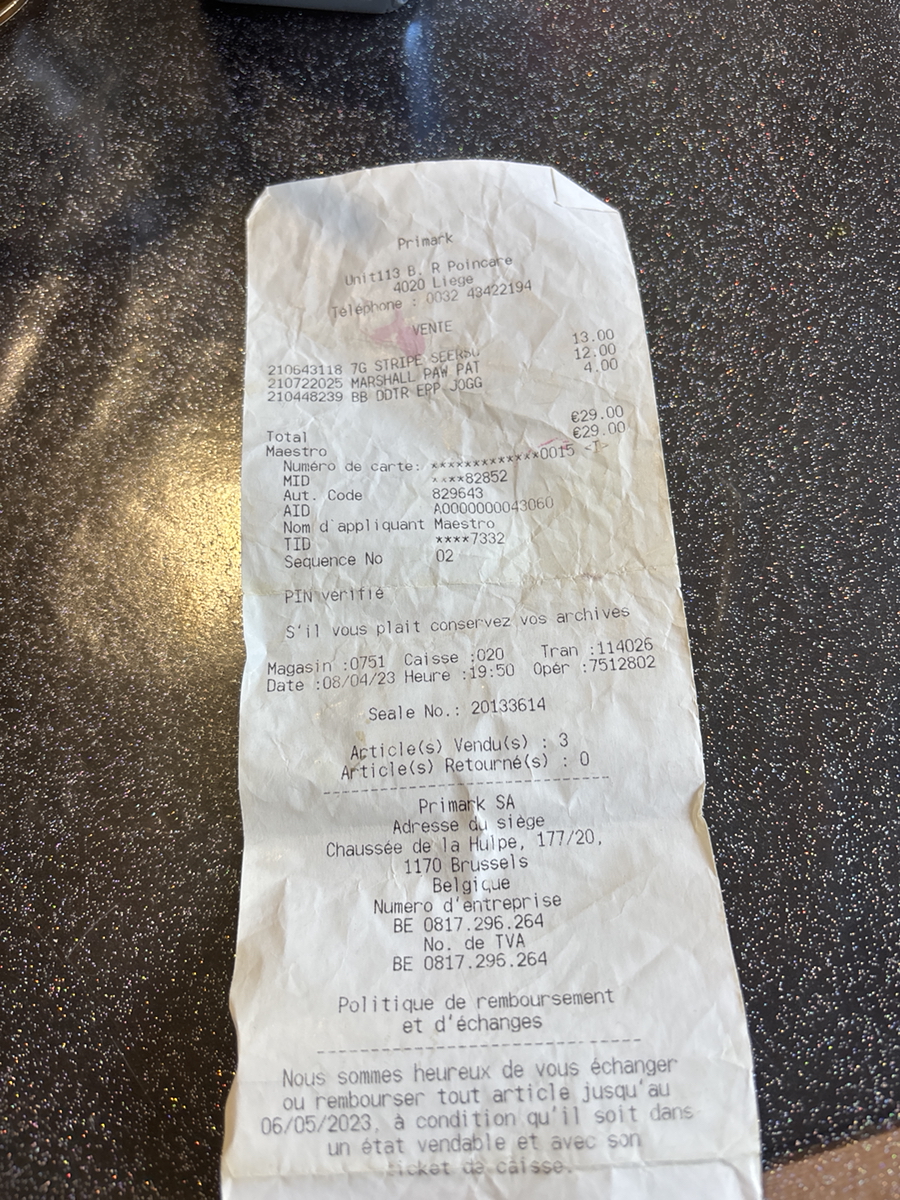 Primark
Unit113 B. R Poincare
4020 Liege
Téléphone : 0032 43422194
VENTE
210643118 7G STRIPE SEERSU 13.00
210722025 MARSHALL PAW PAT 12.00
210448239 BB DDTR EPP JOGG 4.00
Total €29.00
Maestro €29.00
Numéro de carte: ************0015 <I>
MID ****82852
Aut. Code 829643
AID A0000000043060
Nom d'appliquant Maestro
TID ****7332
Sequence No 02
PIN vérifié
S'il vous plait conservez vos archives
Magasin :0751 Caisse :020 Tran :114026
Date :08/04/23 Heure :19:50 Opér :7512802
Seale No.: 20133614
Article(s) Vendu(s) : 3
Article(s) Retourné(s) : 0
Primark SA
Adresse du siège
Chaussée de la Hulpe, 177/20,
1170 Brussels
Belgique
Numero d'entreprise
BE 0817.296.264
No. de TVA
BE 0817.296.264
Politique de remboursement
et d'échanges
Nous sommes heureux de vous échanger
ou rembourser tout article jusqu'au
06/05/2023, à condition qu'il soit dans
un état vendable et avec son
ticket de caisse.